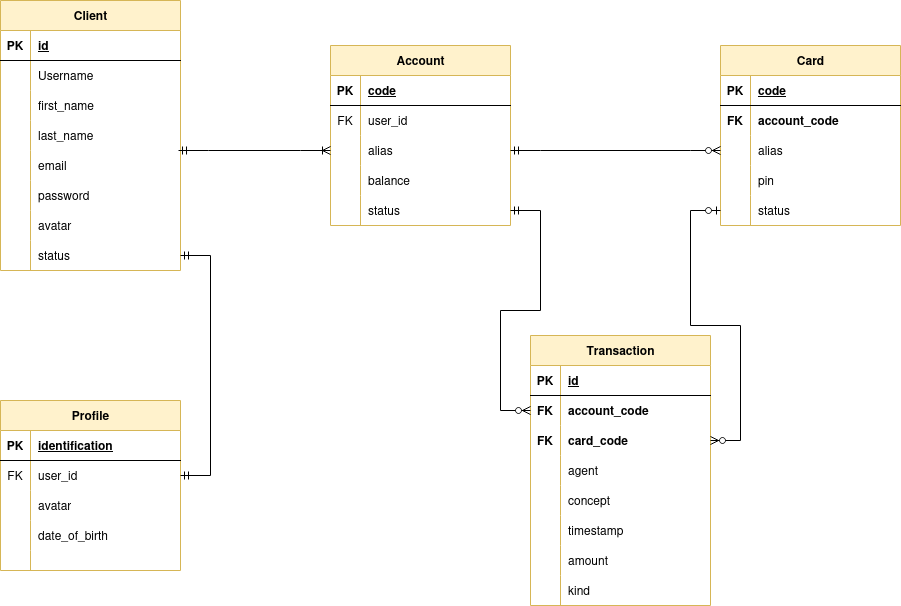 Client
PK id
Username
first_name
last_name
email
password
avatar
status
Account
PK code
FK user_id
alias
balance
status
Card
PK code
FK account_code
alias
pin
status
Profile
PK identification
FK user_id
avatar
date_of_birth
Transaction
PK id
FK account_code
FK card_code
agent
concept
timestamp
amount
kind